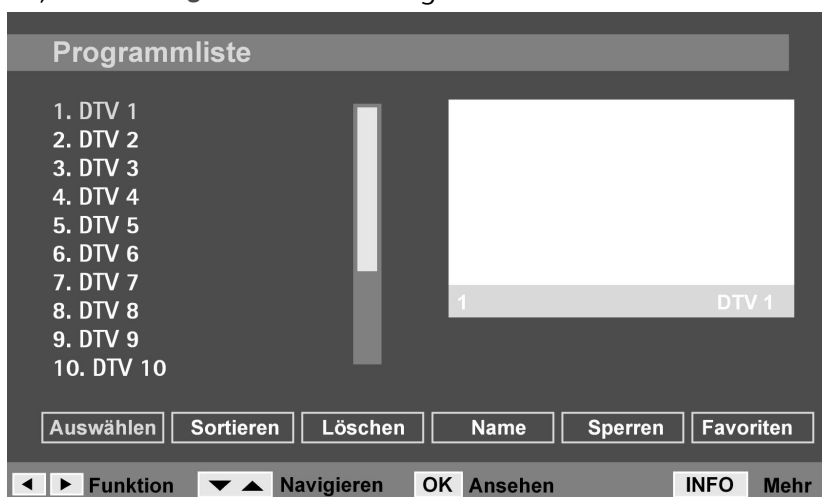 Programmliste
1. DTV 1
2. DTV 2
3. DTV 3
4. DTV 4
5. DTV 5
6. DTV 6
7. DTV 7
8. DTV 8
9. DTV 9
10. DTV 10
1 DTV 1
Auswählen Sortieren Löschen Name Sperren Favoriten
Funktion Navigieren OK Ansehen INFO Mehr